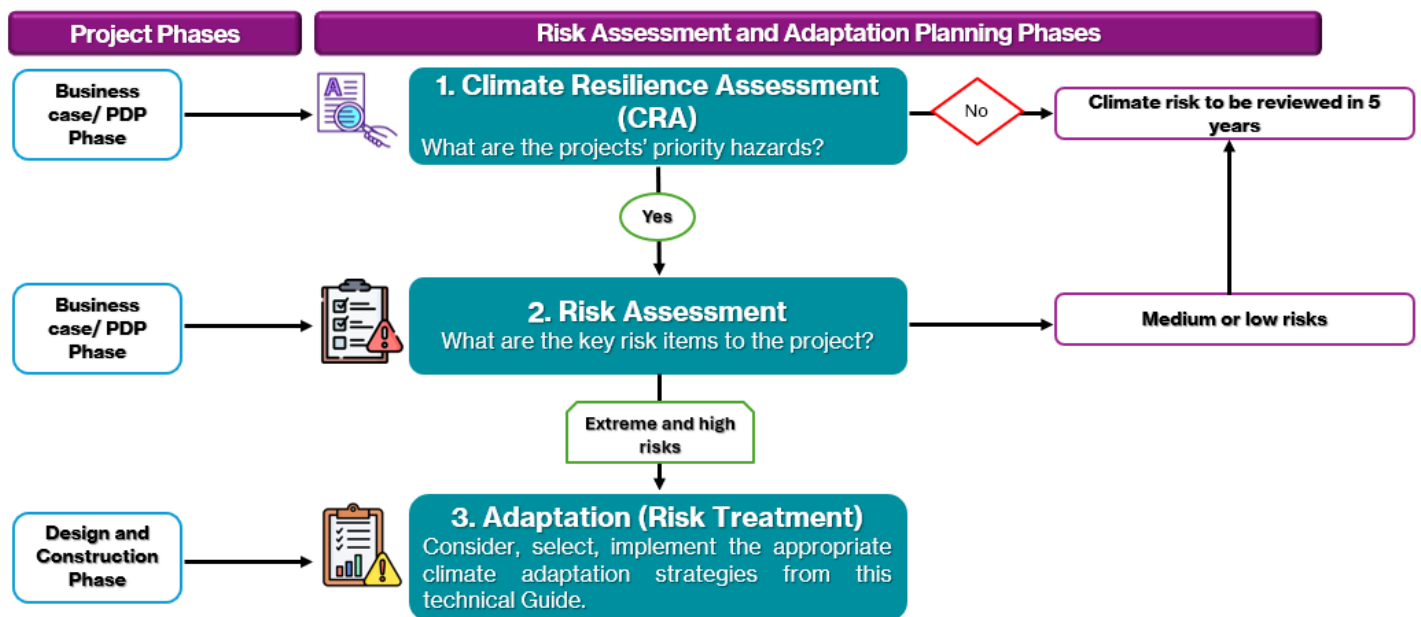 Project Phases
Risk Assessment and Adaptation Planning Phases
Business
case/ PDP
Phase
1. Climate Resilience Assessment
(CRA)
What are the projects' priority hazards?
No
Climate risk to be reviewed in 5
years
Yes
Business
case/ PDP
Phase
2. Risk Assessment
What are the key risk items to the project?
Medium or low risks
Extreme and high
risks
Design and
Construction
Phase
3. Adaptation (Risk Treatment)
Consider, select, implement the appropriate
climate adaptation strategies from this
technical Guide.